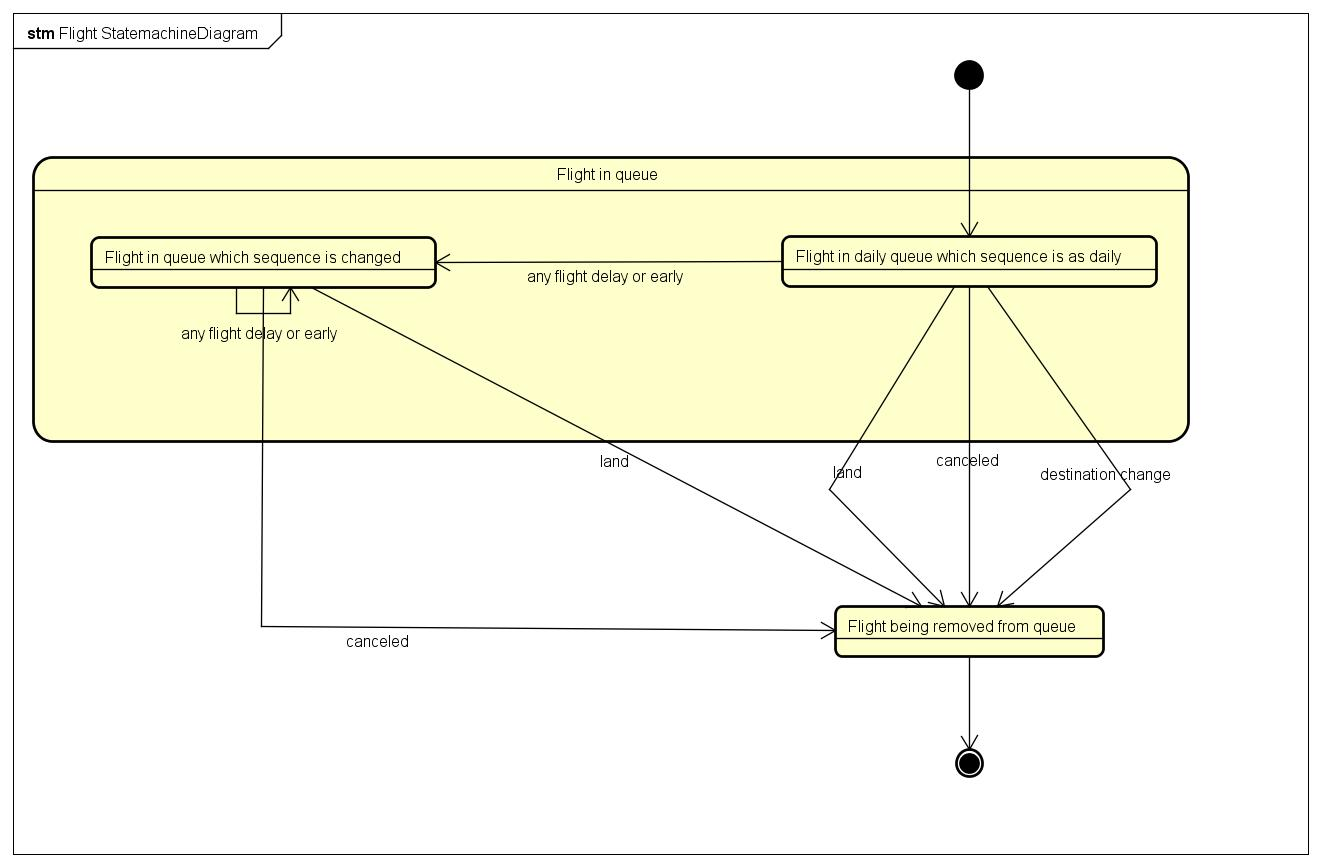 stm Flight StatemachineDiagram
Flight in queue
Flight in queue which sequence is changed
Flight in daily queue which sequence is as daily
any flight delay or early
any flight delay or early
land
land
canceled
destination change
Flight being removed from queue
canceled